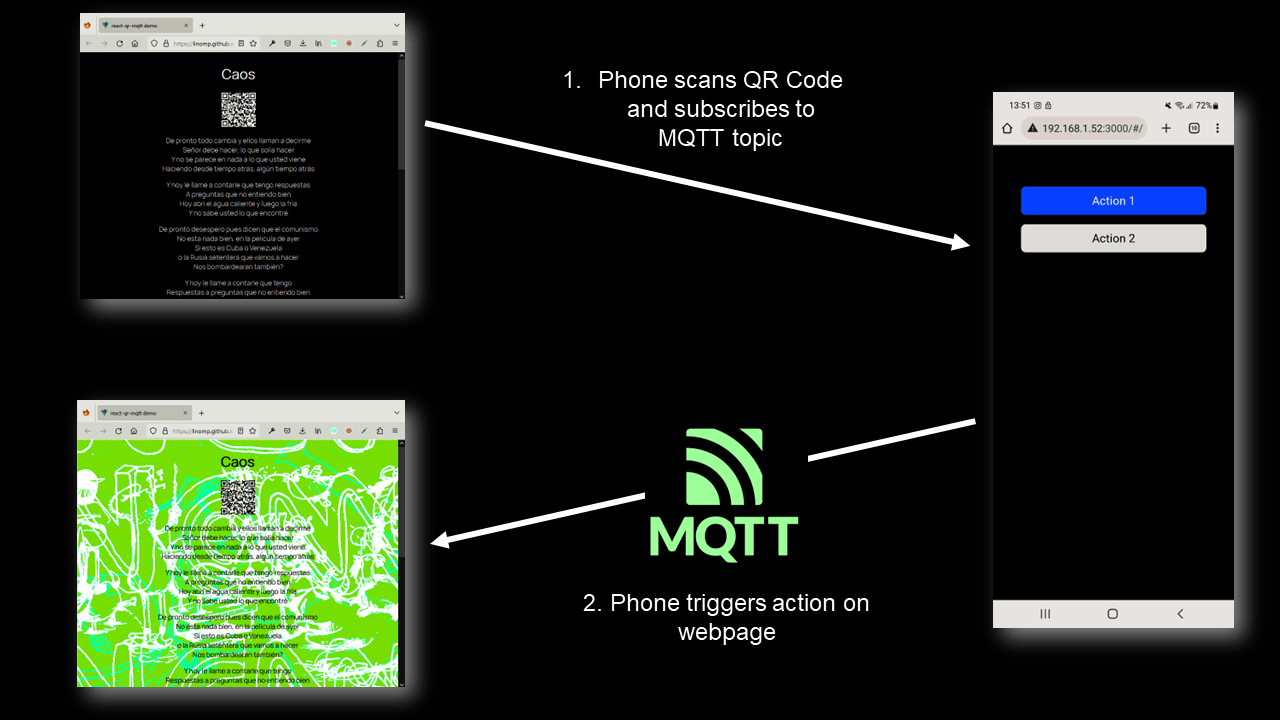 react-qr-mqtt demo
https://linomp.github.i
Caos
De pronto todo cambia y ellos llaman a decirme
Señor debe hacer, lo que solía hacer
Y no se parece en nada a lo que usted viene
Haciendo desde tiempo atrás, algún tiempo atrás
Y hoy le llame a contarle que tengo respuestas
A preguntas que no entiendo bien
Hoy abrí el agua caliente y luego la fría
Y no sabe usted lo que encontré
De pronto desespero pues dicen que el comunismo
No esta nada bien, en la película de ayer
Si esto es Cuba o Venezuela
o la Rusia setentera que vamos a hacer
Nos bombardearan también?
Y hoy le llame a contarle que tengo
Respuestas a preguntas que no entiendo bien
1. Phone scans QR Code
and subscribes to
MQTT topic
13:51
72%
192.168.1.52:3000/#/
10
Action 1
Action 2
react-qr-mqtt demo
https://linomp.github.i
Caos
De pronto todo cambia y ellos llaman a decirme
Señor debe hacer, lo que solía hacer
Y no se parece en nada a lo que usted viene
Haciendo desde tiempo atrás, algún tiempo atrás
Y hoy le llame a contarle que tengo respuestas
A preguntas que no entiendo bien
Hoy abrí el agua caliente y luego la fría
Y no sabe usted lo que encontré
De pronto desespero pues dicen que el comunismo
No esta nada bien, en la película de ayer
Si esto es Cuba o Venezuela
o la Rusia setentera que vamos a hacer
Nos bombardearan también?
Y hoy le llame a contarle que tengo
Respuestas a preguntas que no entiendo bien
MQTT
2. Phone triggers action on
webpage